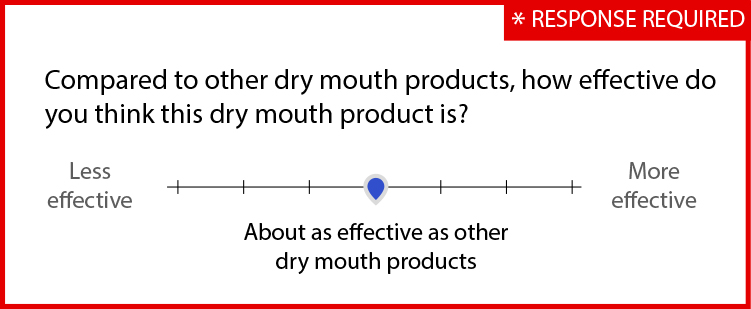 * RESPONSE REQUIRED
Compared to other dry mouth products, how effective do
you think this dry mouth product is?
Less
effective
More
effective
About as effective as other
dry mouth products